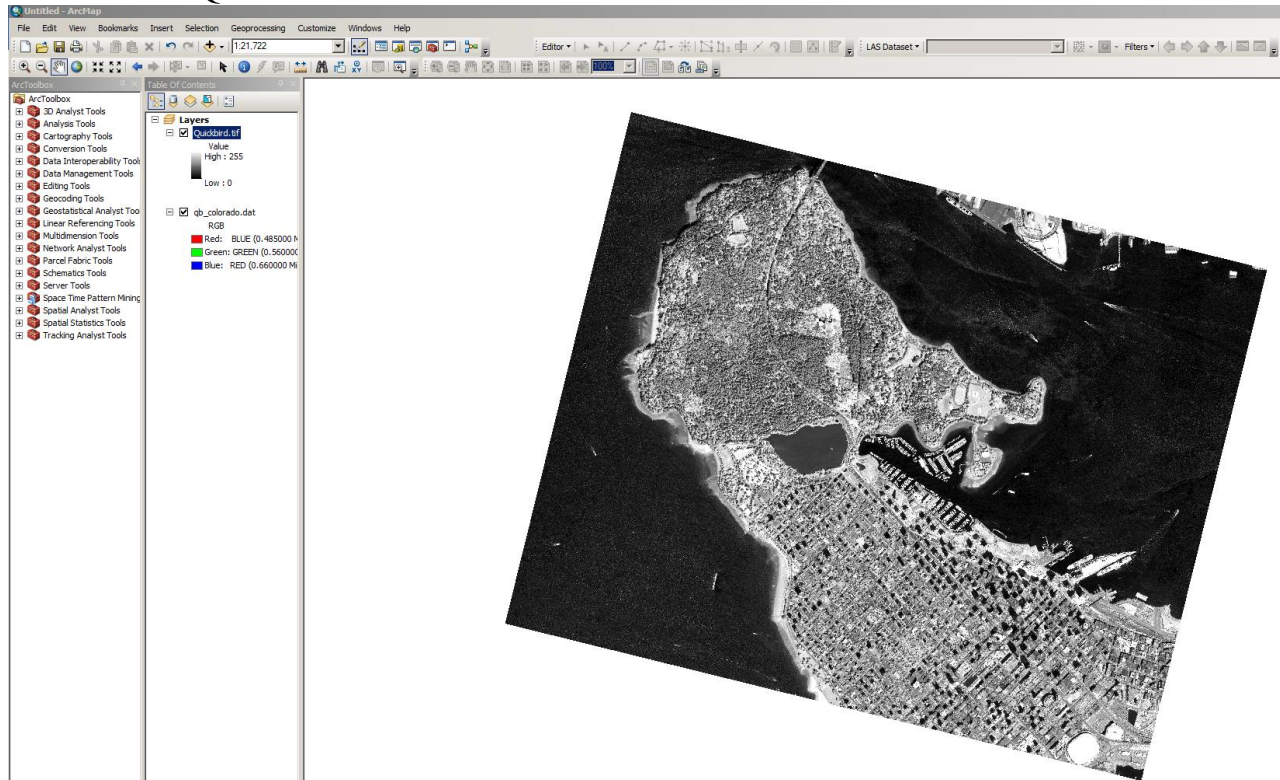 Untitled - ArcMap
File Edit View Bookmarks Insert Selection Geoprocessing Customize Windows Help
1:21,722
Editor
LAS Dataset
Filters
100%
ArcToolbox
ArcToolbox
3D Analyst Tools
Analysis Tools
Cartography Tools
Conversion Tools
Data Interoperability Tools
Data Management Tools
Editing Tools
Geocoding Tools
Geostatistical Analyst Too
Linear Referencing Tools
Multidimension Tools
Network Analyst Tools
Parcel Fabric Tools
Schematics Tools
Server Tools
Space Time Pattern Mining
Spatial Analyst Tools
Spatial Statistics Tools
Tracking Analyst Tools
Table Of Contents
Layers
Quickbird.tif
Value
High : 255
Low : 0
qb_colorado.dat
RGB
Red: BLUE (0.485000 M
Green: GREEN (0.56000
Blue: RED (0.660000 Mi